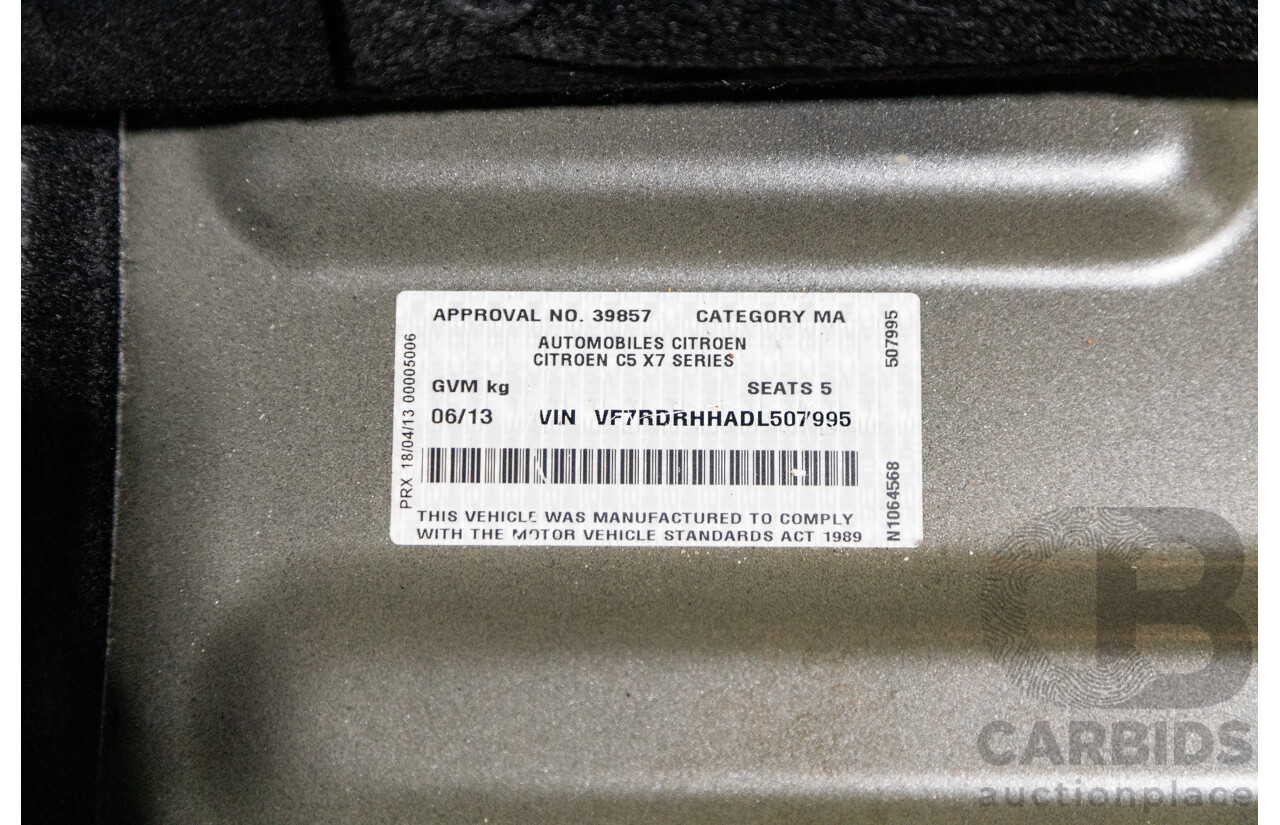 APPROVAL NO. 39857 CATEGORY MA
AUTOMOBILES CITROEN
CITROEN C5 X7 SERIES
GVM kg SEATS 5
06/13 VIN VF7RDRHHADL507995
THIS VEHICLE WAS MANUFACTURED TO COMPLY
WITH THE MOTOR VEHICLE STANDARDS ACT 1989
PRX 18/04/13 00005006
N1064568 507995
CARBIDS
auctionplace